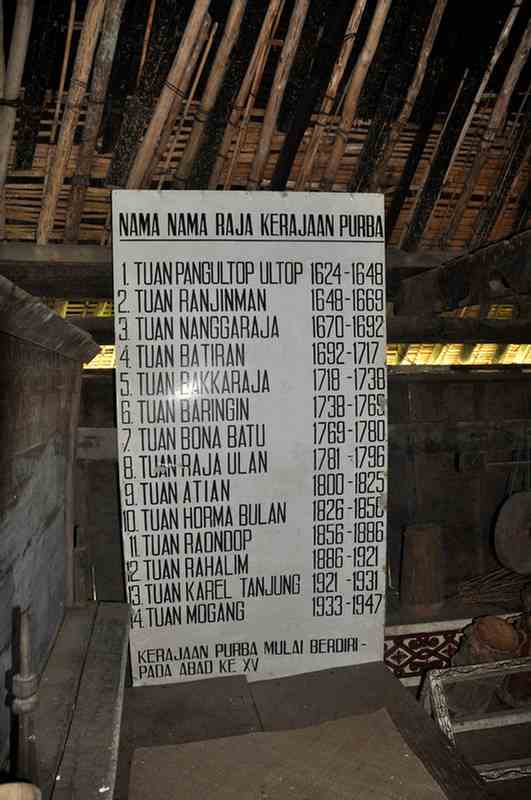 NAMA NAMA RAJA KERAJAAN PURBA
1. TUAN PANGULTOP ULTOP 1624-1648
2. TUAN RANJINMAN 1648-1669
3 TUAN NANGGARAJA 1670-1692
4. TUAN BATIRAN 1692-1717
5. TUAN BAKKARAJA 1718-1738
6. TUAN BARINGIN 1738-1769
7. TUAN BONA BATU 1769-1780
8. TUAN RAJA ULAN 1781-1796
9. TUAN ATIAN 1800-1825
10. TUAN HORMA BULAN 1826-1856
11. TUAN RAONDOP 1856-1886
12. TUAN RAHALIM 1886-1921
13. TUAN KAREL TANJUNG 1921-1931
14. TUAN MOGANG 1933-1947
KERAJAAN PURBA MULAI BERDIRI-
PADA ABAD KE XV